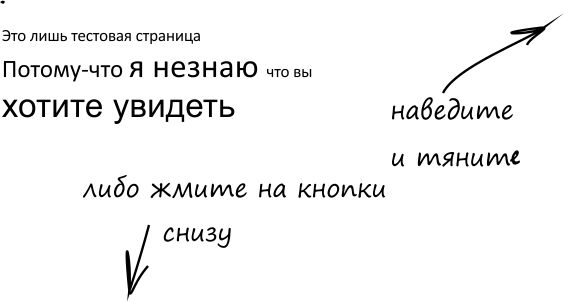 Это лишь тестовая страница
Потому-что я незнаю что вы
хотите увидеть
наведите
и тяните
либо жмите на кнопки
снизу